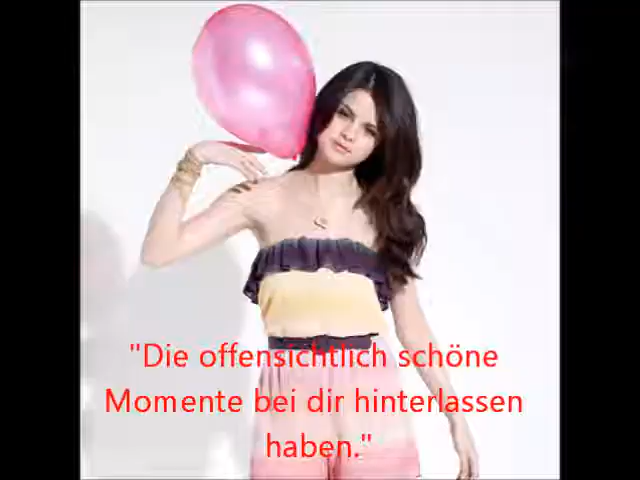 "Die offensichtlich schöne
Momente bei dir hinterlassen
haben."